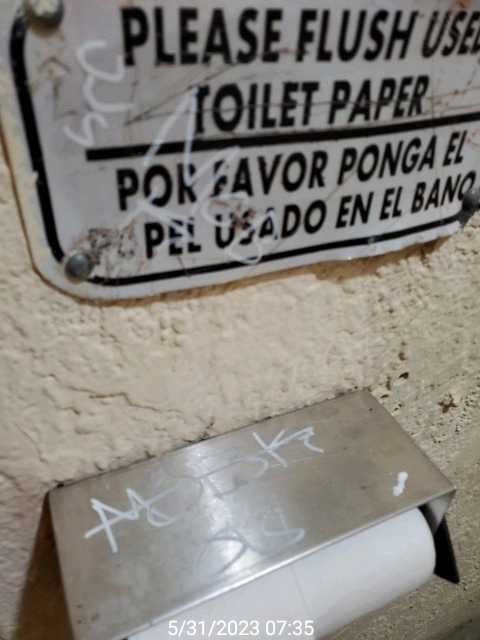 PLEASE FLUSH USED
TOILET PAPER
POR FAVOR PONGA EL
PEL USADO EN EL BANO
5/31/2023 07:35